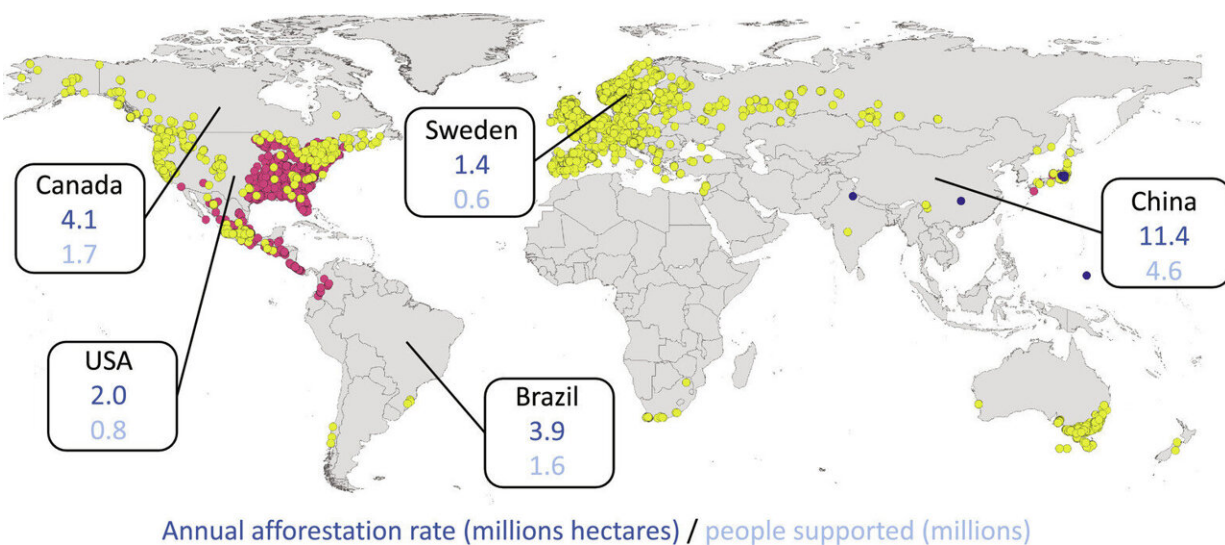 Sweden
1.4
0.6
Canada
4.1
1.7
China
11.4
4.6
USA
2.0
0.8
Brazil
3.9
1.6
Annual afforestation rate (millions hectares) / people supported (millions)